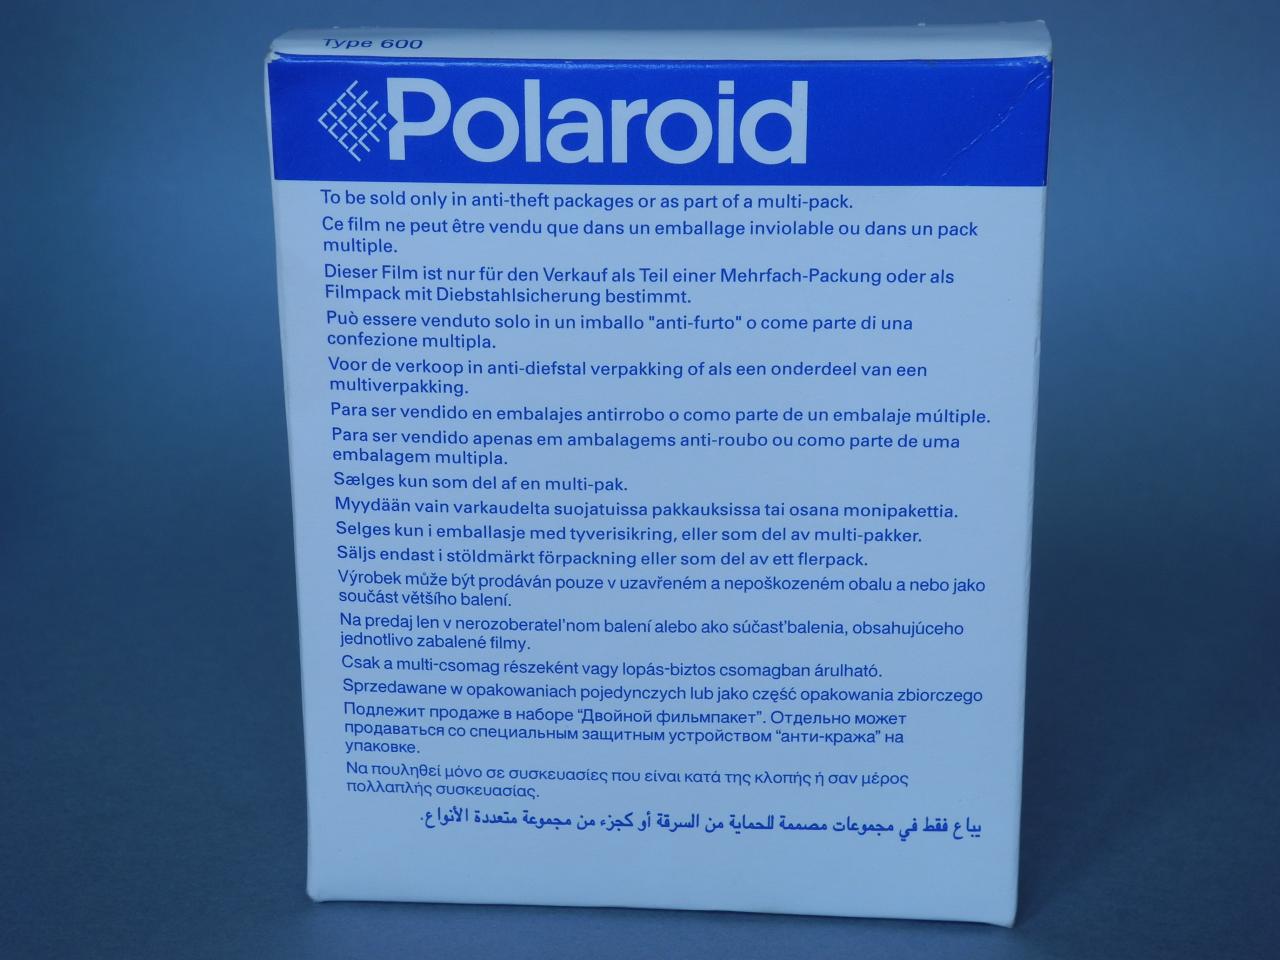 Type 600
Polaroid
To be sold only in anti-theft packages or as part of a multi-pack.
Ce film ne peut être vendu que dans un emballage inviolable ou dans un pack
multiple.
Dieser Film ist nur für den Verkauf als Teil einer Mehrfach-Packung oder als
Filmpack mit Diebstahlsicherung bestimmt.
Può essere venduto solo in un imballo "anti-furto" o come parte di una
confezione multipla.
Voor de verkoop in anti-diefstal verpakking of als een onderdeel van een
multiverpakking.
Para ser vendido en embalajes antirrobo o como parte de un embalaje múltiple.
Para ser vendido apenas em ambalagems anti-roubo ou como parte de uma
embalagem multipla.
Sælges kun som del af en multi-pak.
Myydään vain varkaudelta suojatuissa pakkauksissa tai osana monipakettia.
Selges kun i emballasje med tyverisikring, eller som del av multi-pakker.
Säljs endast i stöldmärkt förpackning eller som del av ett flerpack.
Výrobek může být prodáván pouze v uzavřeném a nepoškozeném obalu a nebo jako
součást většího balení.
Na predaj len v nerozoberateľnom balení alebo ako súčasť balenia, obsahujúceho
jednotlivo zabalené filmy.
Csak a multi-csomag részeként vagy lopás-biztos csomagban árulható.
Sprzedawane w opakowaniach pojedynczych lub jako część opakowania zbiorczego
Подлежит продаже в наборе “Двойной фильмпакет”. Отдельно может
продаваться со специальным защитным устройством “анти-кража” на
упаковке.
Να πουληθεί μόνο σε συσκευασίες που είναι κατά της κλοπής ή σαν μέρος
πολλαπλής συσκευασίας.
يباع فقط في مجموعات مصممة للحماية من السرقة أو كجزء من مجموعة متعددة الأنواع.